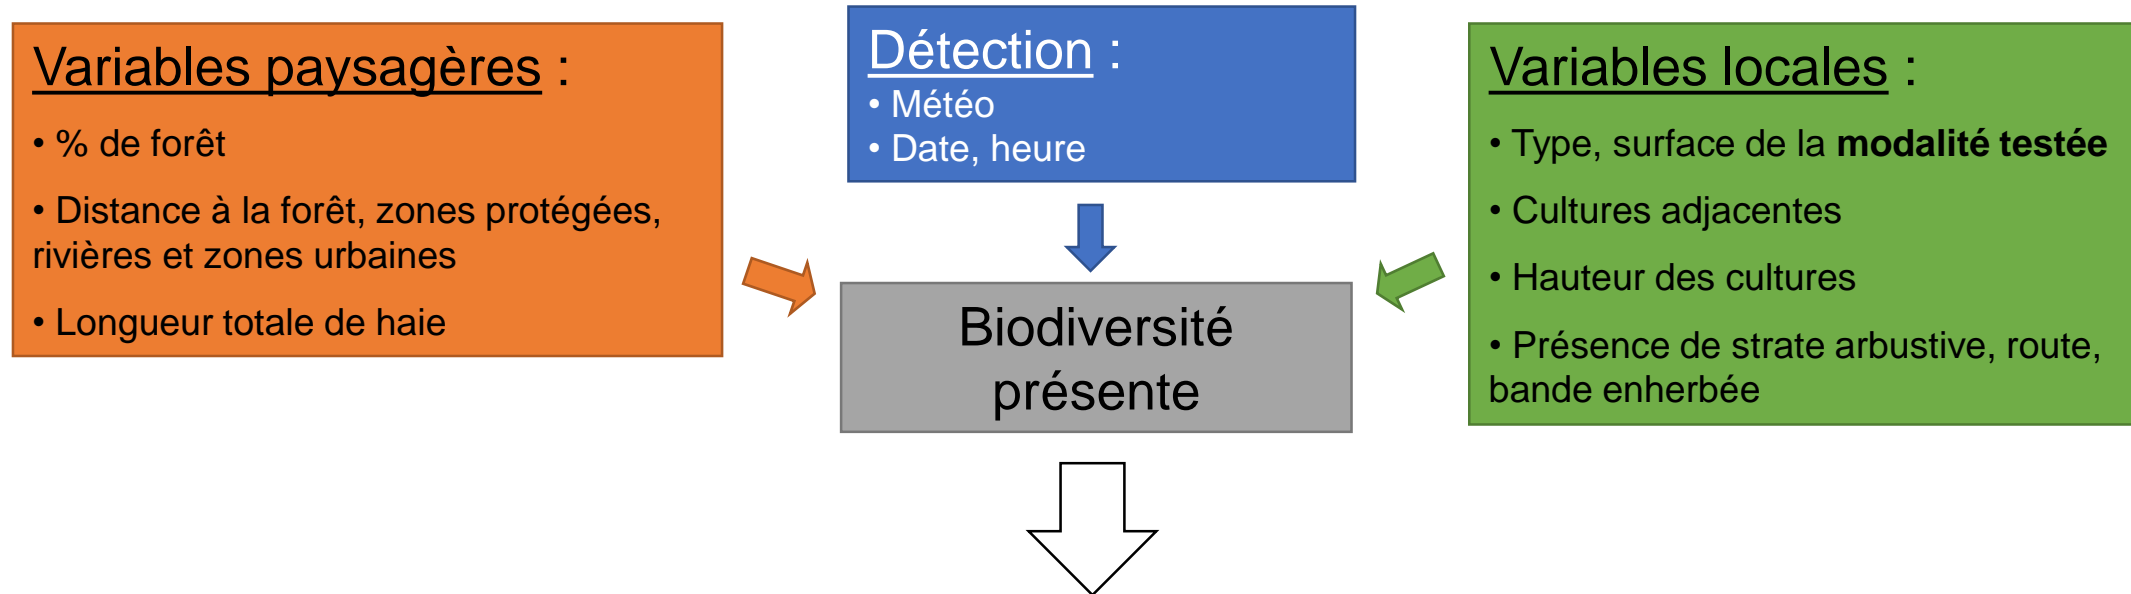 Variables paysagères :
• % de forêt
• Distance à la forêt, zones protégées,
rivières et zones urbaines
• Longueur totale de haie
Détection :
• Météo
• Date, heure
Variables locales :
• Type, surface de la modalité testée
• Cultures adjacentes
• Hauteur des cultures
• Présence de strate arbustive, route,
bande enherbée
Biodiversité
présente